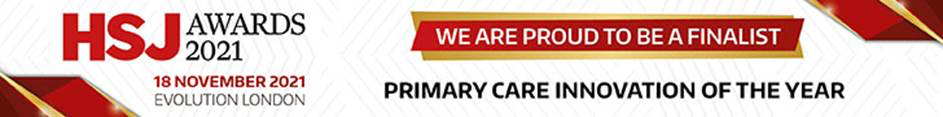 HSJ AWARDS
2021
18 NOVEMBER 2021
EVOLUTION LONDON
WE ARE PROUD TO BE A FINALIST
PRIMARY CARE INNOVATION OF THE YEAR